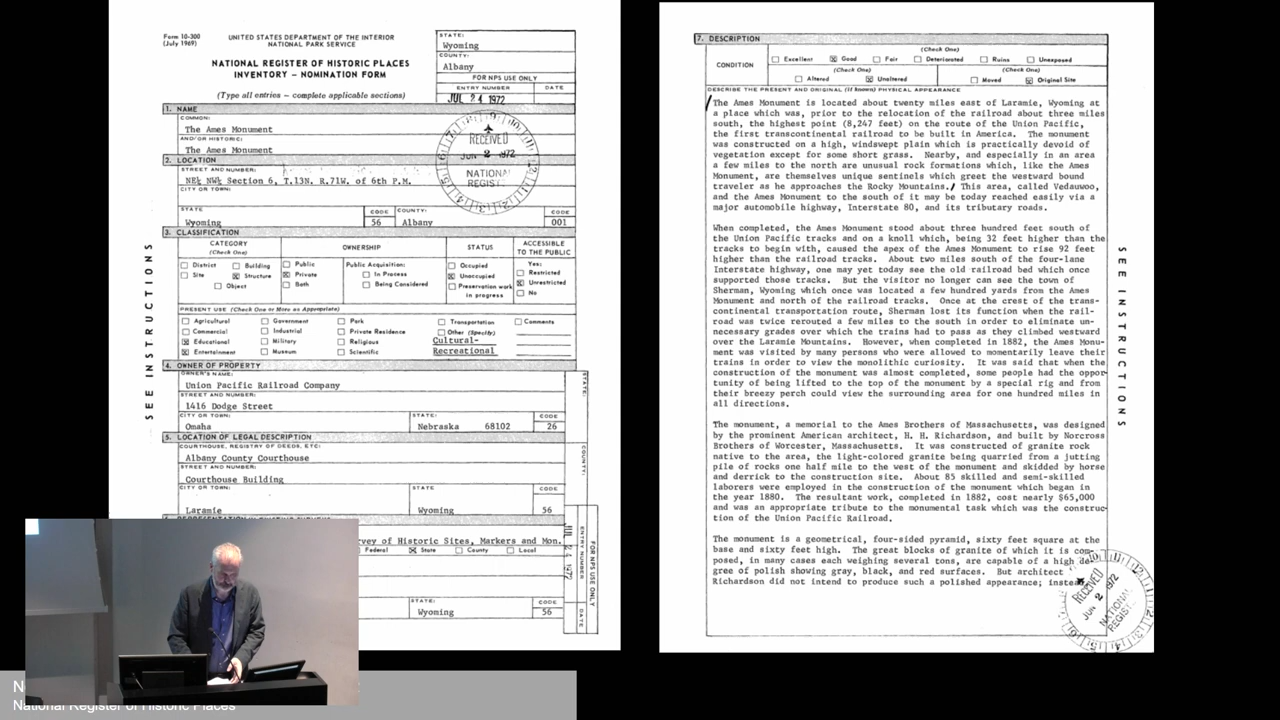 Form 10-300
(July 1969)
UNITED STATES DEPARTMENT OF THE INTERIOR
NATIONAL PARK SERVICE
NATIONAL REGISTER OF HISTORIC PLACES
INVENTORY – NOMINATION FORM
(Type all entries – complete applicable sections)
STATE:
Wyoming
COUNTY:
Albany
FOR NPS USE ONLY
ENTRY NUMBER DATE
JUL 24 1972
1. NAME
COMMON:
The Ames Monument
AND/OR HISTORIC:
The Ames Monument
RECEIVED
JUN 2 1972
NATIONAL
REGIST
2. LOCATION
STREET AND NUMBER:
NE¼ NW¼ Section 6, T.13N. R.71W. of 6th P.M.
CITY OR TOWN:
STATE CODE COUNTY: CODE
Wyoming 56 Albany 001
3. CLASSIFICATION
CATEGORY
(Check One)
OWNERSHIP
STATUS
ACCESSIBLE
TO THE PUBLIC
District Building
Site Structure
Object
Public
Private
Both
Public Acquisition:
In Process
Being Considered
Occupied
Unoccupied
Preservation work
in progress
Yes:
Restricted
Unrestricted
No
PRESENT USE (Check One or More as Appropriate)
Agricultural Government Park Transportation Comments
Commercial Industrial Private Residence Other (Specify)
Educational Military Religious Cultural-
Entertainment Museum Scientific Recreational
4. OWNER OF PROPERTY
OWNER'S NAME:
Union Pacific Railroad Company
STREET AND NUMBER:
1416 Dodge Street
CITY OR TOWN: STATE: CODE
Omaha Nebraska 68102 26
5. LOCATION OF LEGAL DESCRIPTION
COURTHOUSE, REGISTRY OF DEEDS, ETC:
Albany County Courthouse
STREET AND NUMBER:
Courthouse Building
CITY OR TOWN: STATE CODE
Laramie Wyoming 56
rvey of Historic Sites, Markers and Mon.
Federal State County Local
STATE: CODE
Wyoming 56
SEE INSTRUCTIONS
STATE:
COUNTY:
ENTRY NUMBER
DATE
FOR NPS USE ONLY
7. DESCRIPTION
CONDITION
(Check One)
Excellent Good Fair Deteriorated Ruins Unexposed
(Check One) (Check One)
Altered Unaltered Moved Original Site
DESCRIBE THE PRESENT AND ORIGINAL (if known) PHYSICAL APPEARANCE
The Ames Monument is located about twenty miles east of Laramie, Wyoming at
a place which was, prior to the relocation of the railroad about three miles
south, the highest point (8,247 feet) on the route of the Union Pacific,
the first transcontinental railroad to be built in America. The monument
was constructed on a high, windswept plain which is practically devoid of
vegetation except for some short grass. Nearby, and especially in an area
a few miles to the north are unusual rock formations which, like the Ames
Monument, are themselves unique sentinels which greet the westward bound
traveler as he approaches the Rocky Mountains. This area, called Vedauwoo,
and the Ames Monument to the south of it may be today reached easily via a
major automobile highway, Interstate 80, and its tributary roads.
When completed, the Ames Monument stood about three hundred feet south of
the Union Pacific tracks and on a knoll which, being 32 feet higher than the
tracks to begin with, caused the apex of the Ames Monument to rise 92 feet
higher than the railroad tracks. About two miles south of the four-lane
Interstate highway, one may yet today see the old railroad bed which once
supported those tracks. But the visitor no longer can see the town of
Sherman, Wyoming which once was located a few hundred yards from the Ames
Monument and north of the railroad tracks. Once at the crest of the trans-
continental transportation route, Sherman lost its function when the rail-
road was twice rerouted a few miles to the south in order to eliminate un-
necessary grades over which the trains had to pass as they climbed westward
over the Laramie Mountains. However, when completed in 1882, the Ames Monu-
ment was visited by many persons who were allowed to momentarily leave their
trains in order to view the monolithic curiosity. It was said that when the
construction of the monument was almost completed, some people had the oppor-
tunity of being lifted to the top of the monument by a special rig and from
their breezy perch could view the surrounding area for one hundred miles in
all directions.
The monument, a memorial to the Ames Brothers of Massachusetts, was designed
by the prominent American architect, H. H. Richardson, and built by Norcross
Brothers of Worcester, Massachusetts. It was constructed of granite rock
native to the area, the light-colored granite being quarried from a jutting
pile of rocks one half mile to the west of the monument and skidded by horse
and derrick to the construction site. About 85 skilled and semi-skilled
laborers were employed in the construction of the monument which began in
the year 1880. The resultant work, completed in 1882, cost nearly $65,000
and was an appropriate tribute to the monumental task which was the construc-
tion of the Union Pacific Railroad.
The monument is a geometrical, four-sided pyramid, sixty feet square at the
base and sixty feet high. The great blocks of granite of which it is com-
posed, in many cases each weighing several tons, are capable of a high de-
gree of polish showing gray, black, and red surfaces. But architect
Richardson did not intend to produce such a polished appearance; instea
SEE INSTRUCTIONS
RECEIVED
JUN 2 1972
NATIONAL
REGISTER
National Register of Historic Places